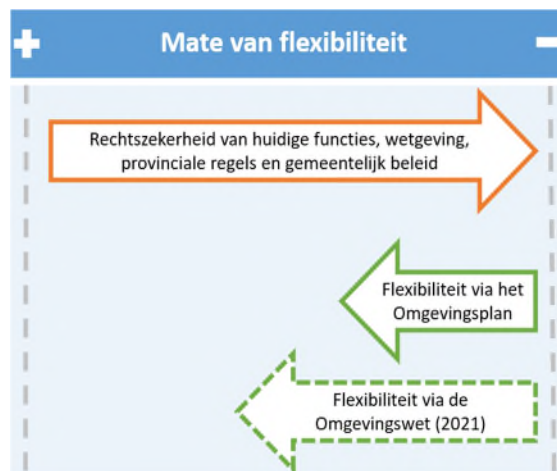 + Mate van flexibiliteit −
Rechtszekerheid van huidige functies, wetgeving,
provinciale regels en gemeentelijk beleid
Flexibiliteit via het
Omgevingsplan
Flexibiliteit via de
Omgevingswet (2021)